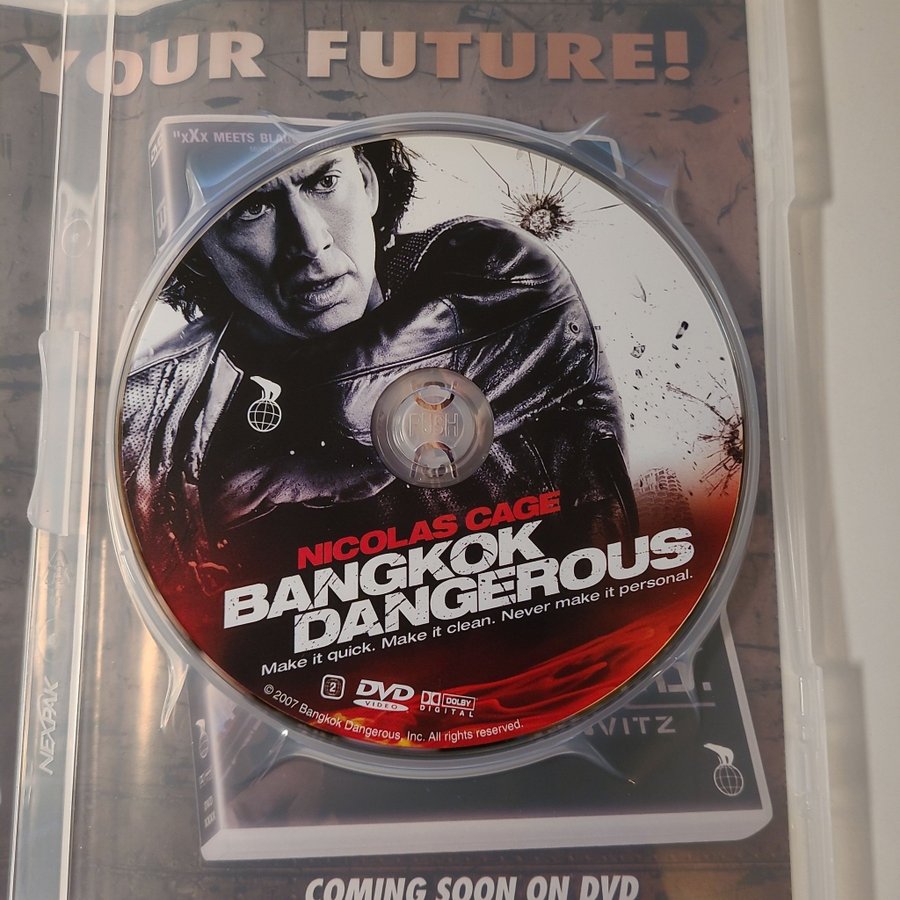 YOUR FUTURE!
"xXx MEETS BLA
PUSH
NICOLAS CAGE
BANGKOK
DANGEROUS
Make it quick. Make it clean. Never make it personal.
2
DVD
VIDEO
DOLBY
DIGITAL
© 2007 Bangkok Dangerous, Inc. All rights reserved.
WITZ
NEXPAK
COMING SOON ON DVD